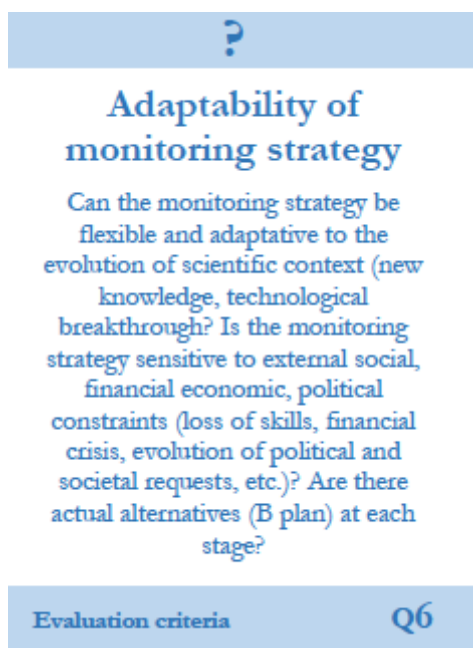 ?
Adaptability of
monitoring strategy
Can the monitoring strategy be
flexible and adaptative to the
evolution of scientific context (new
knowledge, technological
breakthrough? Is the monitoring
strategy sensitive to external social,
financial economic, political
constraints (loss of skills, financial
crisis, evolution of political and
societal requests, etc.)? Are there
actual alternatives (B plan) at each
stage?
Evaluation criteria Q6